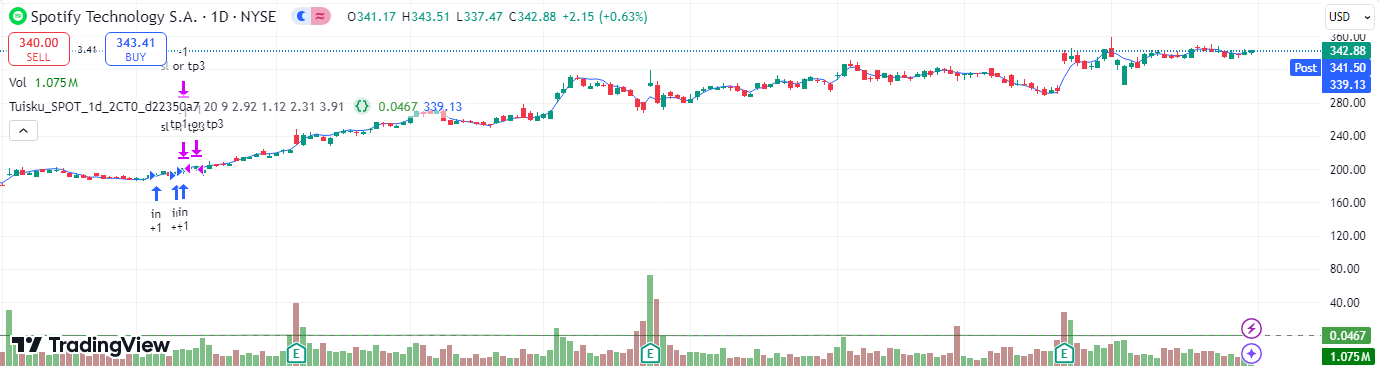 Spotify Technology S.A. · 1D · NYSE O341.17 H343.51 L337.47 C342.88 +2.15 (+0.63%)
USD
340.00 SELL
3.41
343.41 BUY
-1
sl or tp3
Vol 1.075M
Tuisku_SPOT_1d_2CT0_d22350a7 20 9 2.92 1.12 2.31 3.91 {} 0.0467 339.13
tp1 or tp3
in
in
+1
+1
360.00
342.88
Post 341.50
339.13
280.00
240.00
200.00
160.00
120.00
80.00
40.00
0.0467
1.075M
E
E
E
TradingView